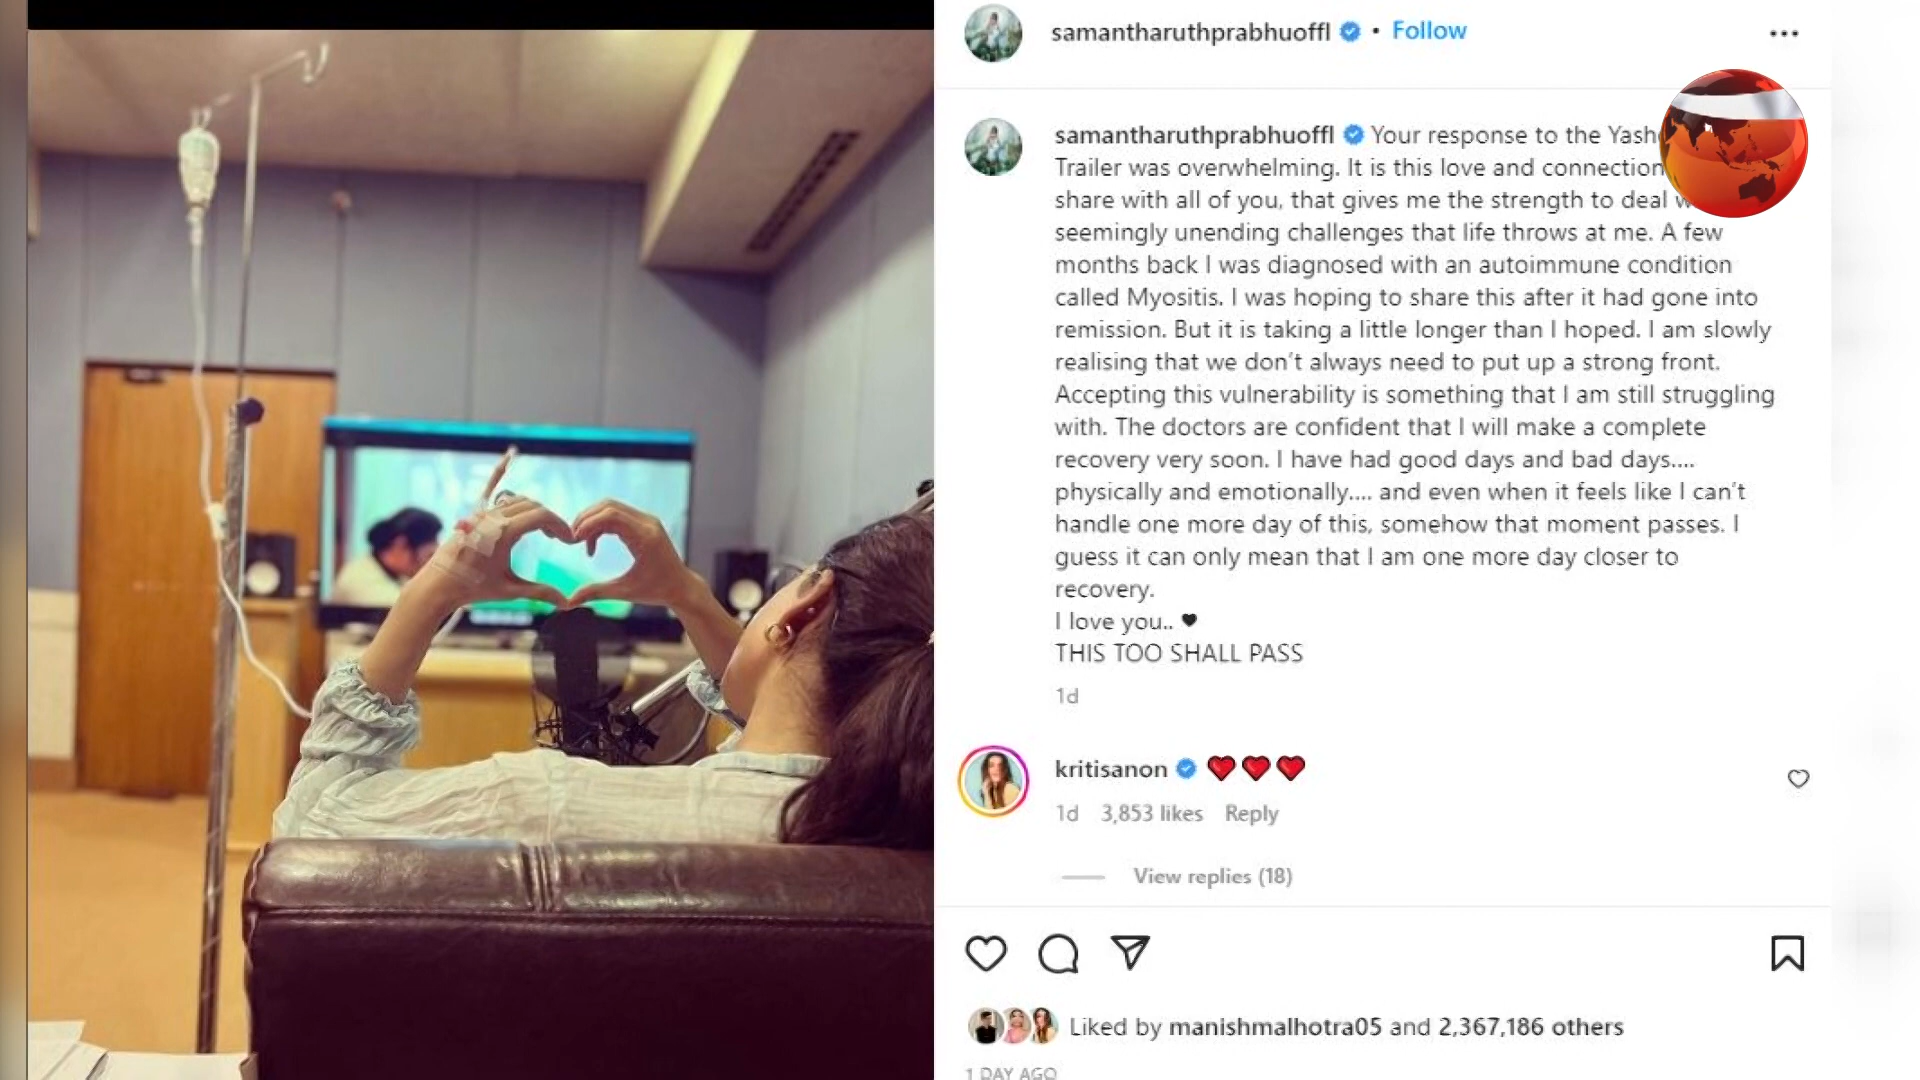 samantharuthprabhuoffl • Follow
samantharuthprabhuoffl Your response to the
Trailer was overwhelming. It is this love and connection
share with all of you, that gives me the strength to deal
seemingly unending challenges that life throws at me. A few
months back I was diagnosed with an autoimmune condition
called Myositis. I was hoping to share this after it had gone into
remission. But it is taking a little longer than I hoped. I am slowly
realising that we don't always need to put up a strong front.
Accepting this vulnerability is something that I am still struggling
with. The doctors are confident that I will make a complete
recovery very soon. I have had good days and bad days....
physically and emotionally.... and even when it feels like I can't
handle one more day of this, somehow that moment passes. I
guess it can only mean that I am one more day closer to
recovery.
I love you.. 🖤
THIS TOO SHALL PASS
1d
kritisanon ❤️❤️❤️
1d 3,853 likes Reply
View replies (18)
Liked by manishmalhotra05 and 2,367,186 others
1 DAY AGO